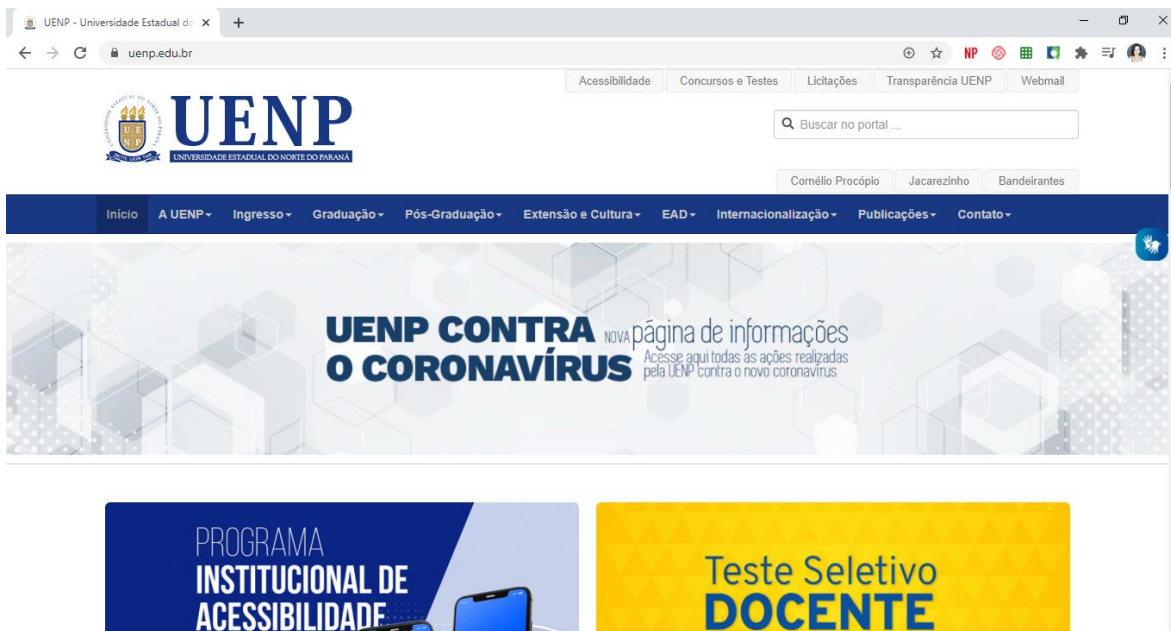 UENP - Universidade Estadual do
uenp.edu.br
NP
Acessibilidade Concursos e Testes Licitações Transparência UENP Webmail
UENP
UNIVERSIDADE ESTADUAL DO NORTE DO PARANÁ
Buscar no portal ...
Cornélio Procópio Jacarezinho Bandeirantes
Início A UENP Ingresso Graduação Pós-Graduação Extensão e Cultura EAD Internacionalização Publicações Contato
UENP CONTRA
O CORONAVÍRUS
NOVA página de informações
Acesse aqui todas as ações realizadas
pela UENP contra o novo coronavírus
PROGRAMA
INSTITUCIONAL DE
ACESSIBILIDADE
Teste Seletivo
DOCENTE